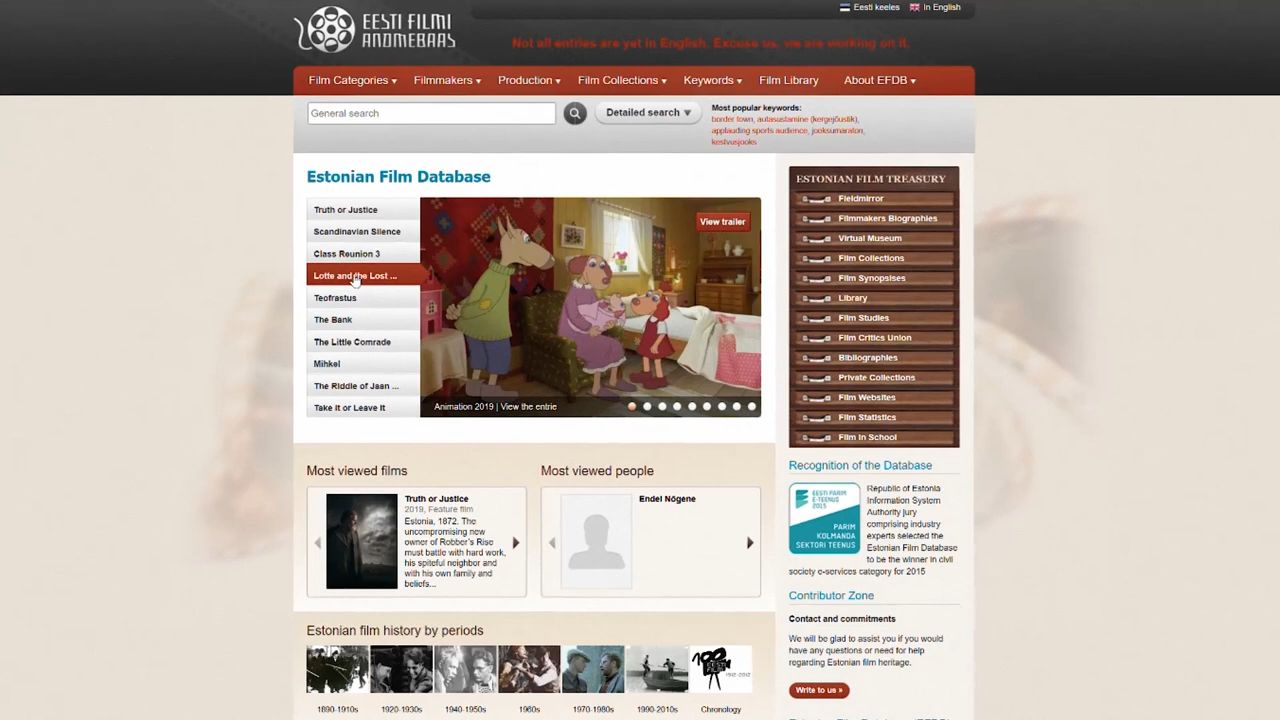 Eesti keeles
In English
EESTI FILMI
ANDMEBAAS
Not all entries are yet in English. Excuse us, we are working on it.
Film Categories
Filmmakers
Production
Film Collections
Keywords
Film Library
About EFDB
General search
Detailed search
Most popular keywords:
border town, autasustamine (kergejõustik),
applauding sports audience, jooksumaraton,
kestvusjooks
Estonian Film Database
Truth or Justice
Scandinavian Silence
Class Reunion 3
Lotte and the Lost ...
Teofrastus
The Bank
The Little Comrade
Mihkel
The Riddle of Jaan ...
Take It or Leave It
View trailer
Animation 2019 | View the entrie
ESTONIAN FILM TREASURY
Fieldmirror
Filmmakers Biographies
Virtual Museum
Film Collections
Film Synopsises
Library
Film Studies
Film Critics Union
Bibliographies
Private Collections
Film Websites
Film Statistics
Film In School
Most viewed films
Truth or Justice
2019, Feature film
Estonia, 1872. The
uncompromising new
owner of Robber's Rise
must battle with hard work,
his spiteful neighbor and
with his own family and
beliefs...
Most viewed people
Endel Nõgene
Recognition of the Database
EESTI PARIM
E-TEENUS
2015
PARIM
KOLMANDA
SEKTORI TEENUS
Republic of Estonia
Information System
Authority jury
comprising industry
experts selected the
Estonian Film Database
to be the winner in civil
society e-services category for 2015
Contributor Zone
Contact and commitments
We will be glad to assist you if you would
have any questions or need for help
regarding Estonian film heritage.
Write to us »
Estonian film history by periods
100
1912-2012
1890-1910s
1920-1930s
1940-1950s
1960s
1970-1980s
1990-2010s
Chronology